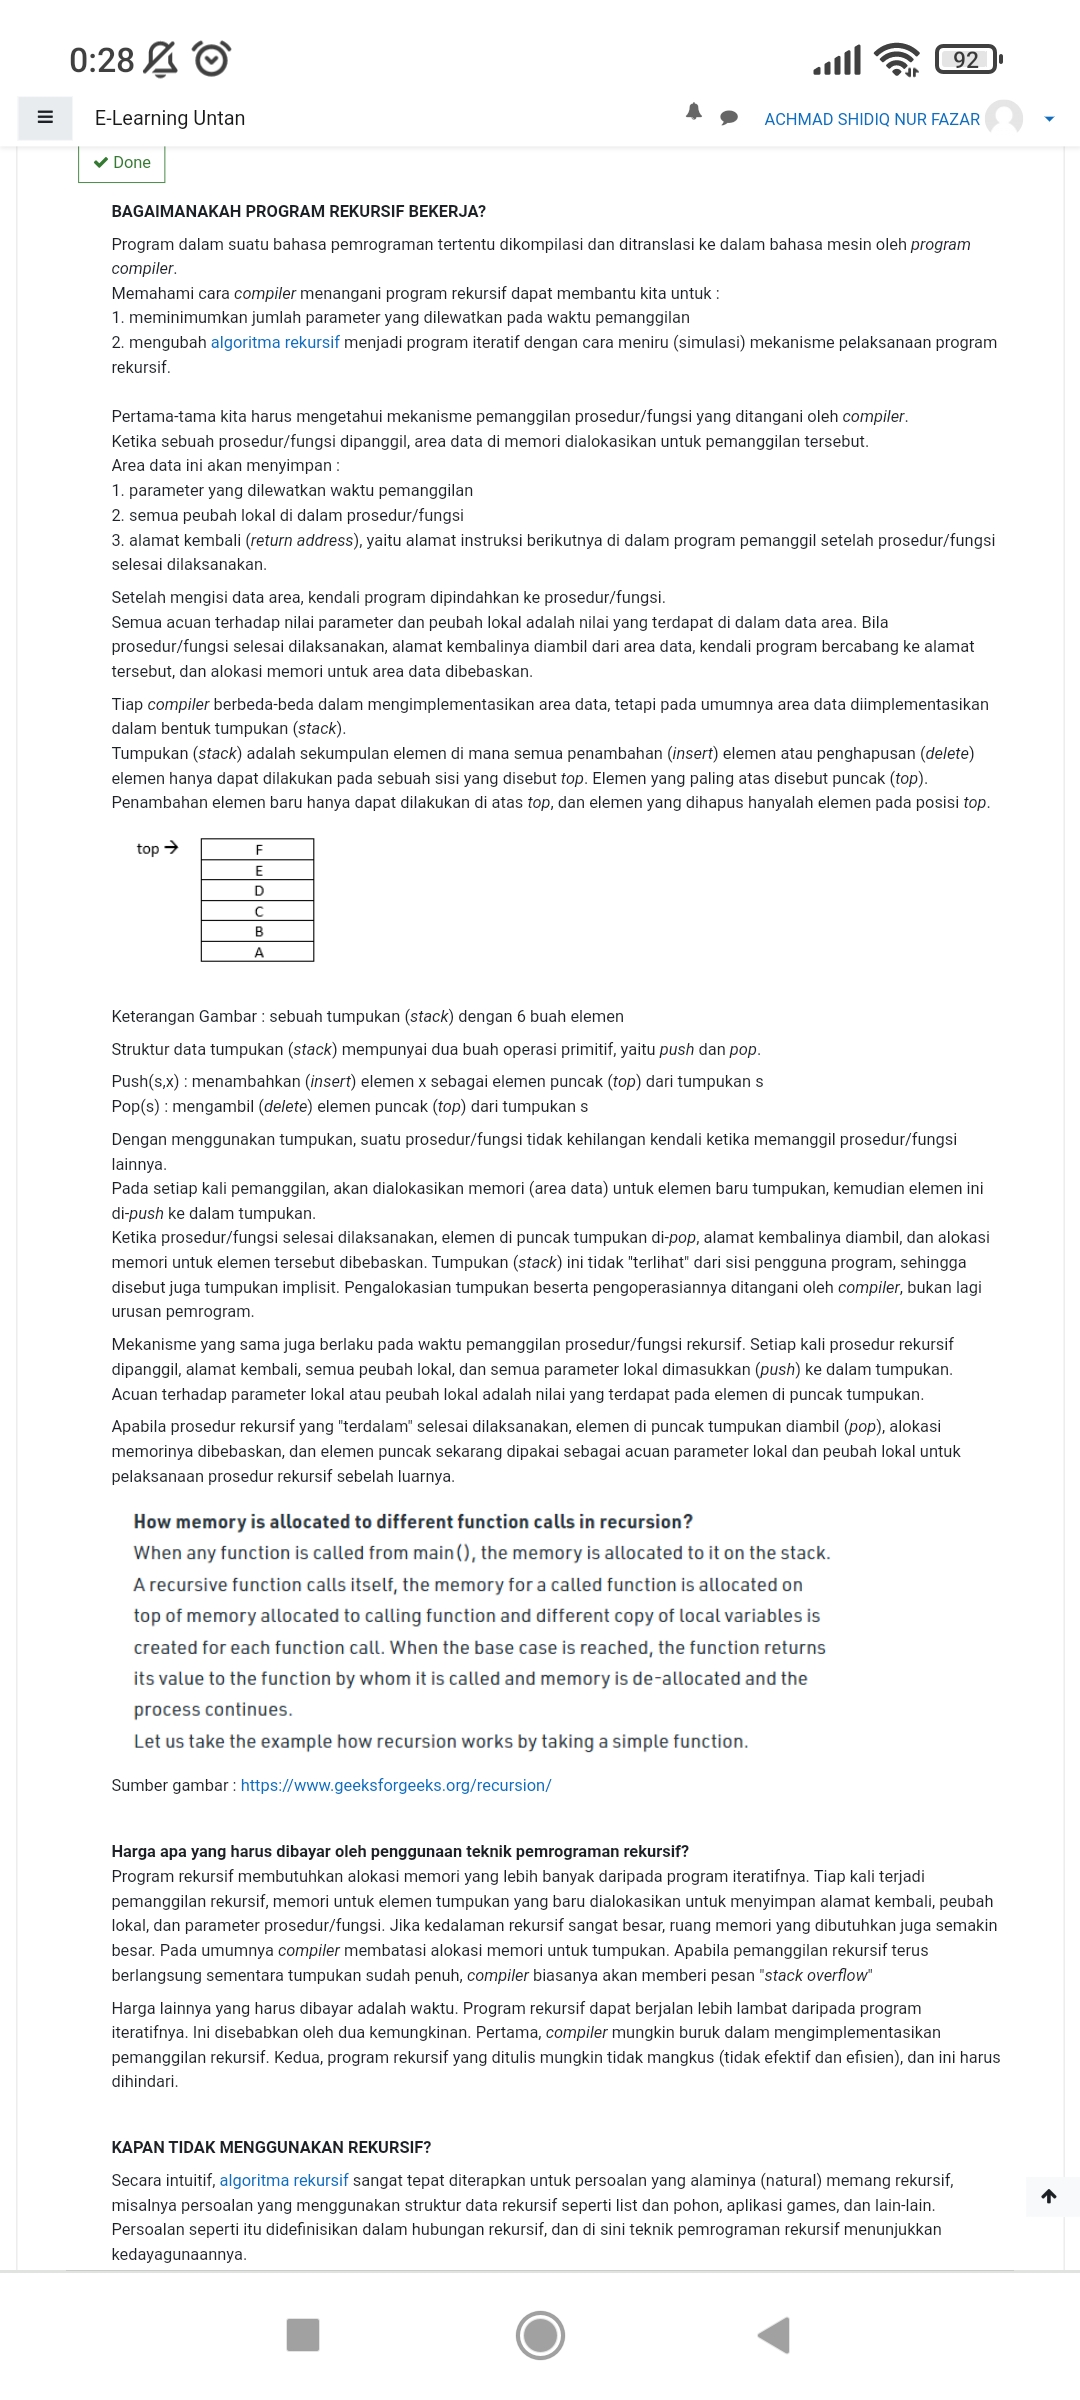 0:28
92
E-Learning Untan
ACHMAD SHIDIQ NUR FAZAR
Done
BAGAIMANAKAH PROGRAM REKURSIF BEKERJA?
Program dalam suatu bahasa pemrograman tertentu dikompilasi dan ditranslasi ke dalam bahasa mesin oleh program
compiler.
Memahami cara compiler menangani program rekursif dapat membantu kita untuk :
1. meminimumkan jumlah parameter yang dilewatkan pada waktu pemanggilan
2. mengubah algoritma rekursif menjadi program iteratif dengan cara meniru (simulasi) mekanisme pelaksanaan program
rekursif.
Pertama-tama kita harus mengetahui mekanisme pemanggilan prosedur/fungsi yang ditangani oleh compiler.
Ketika sebuah prosedur/fungsi dipanggil, area data di memori dialokasikan untuk pemanggilan tersebut.
Area data ini akan menyimpan :
1. parameter yang dilewatkan waktu pemanggilan
2. semua peubah lokal di dalam prosedur/fungsi
3. alamat kembali (return address), yaitu alamat instruksi berikutnya di dalam program pemanggil setelah prosedur/fungsi
selesai dilaksanakan.
Setelah mengisi data area, kendali program dipindahkan ke prosedur/fungsi.
Semua acuan terhadap nilai parameter dan peubah lokal adalah nilai yang terdapat di dalam data area. Bila
prosedur/fungsi selesai dilaksanakan, alamat kembalinya diambil dari area data, kendali program bercabang ke alamat
tersebut, dan alokasi memori untuk area data dibebaskan.
Tiap compiler berbeda-beda dalam mengimplementasikan area data, tetapi pada umumnya area data diimplementasikan
dalam bentuk tumpukan (stack).
Tumpukan (stack) adalah sekumpulan elemen di mana semua penambahan (insert) elemen atau penghapusan (delete)
elemen hanya dapat dilakukan pada sebuah sisi yang disebut top. Elemen yang paling atas disebut puncak (top).
Penambahan elemen baru hanya dapat dilakukan di atas top, dan elemen yang dihapus hanyalah elemen pada posisi top.
top → F
E
D
C
B
A
Keterangan Gambar : sebuah tumpukan (stack) dengan 6 buah elemen
Struktur data tumpukan (stack) mempunyai dua buah operasi primitif, yaitu push dan pop.
Push(s,x) : menambahkan (insert) elemen x sebagai elemen puncak (top) dari tumpukan s
Pop(s) : mengambil (delete) elemen puncak (top) dari tumpukan s
Dengan menggunakan tumpukan, suatu prosedur/fungsi tidak kehilangan kendali ketika memanggil prosedur/fungsi
lainnya.
Pada setiap kali pemanggilan, akan dialokasikan memori (area data) untuk elemen baru tumpukan, kemudian elemen ini
di-push ke dalam tumpukan.
Ketika prosedur/fungsi selesai dilaksanakan, elemen di puncak tumpukan di-pop, alamat kembalinya diambil, dan alokasi
memori untuk elemen tersebut dibebaskan. Tumpukan (stack) ini tidak "terlihat" dari sisi pengguna program, sehingga
disebut juga tumpukan implisit. Pengalokasian tumpukan beserta pengoperasiannya ditangani oleh compiler, bukan lagi
urusan pemrogram.
Mekanisme yang sama juga berlaku pada waktu pemanggilan prosedur/fungsi rekursif. Setiap kali prosedur rekursif
dipanggil, alamat kembali, semua peubah lokal, dan semua parameter lokal dimasukkan (push) ke dalam tumpukan.
Acuan terhadap parameter lokal atau peubah lokal adalah nilai yang terdapat pada elemen di puncak tumpukan.
Apabila prosedur rekursif yang "terdalam" selesai dilaksanakan, elemen di puncak tumpukan diambil (pop), alokasi
memorinya dibebaskan, dan elemen puncak sekarang dipakai sebagai acuan parameter lokal dan peubah lokal untuk
pelaksanaan prosedur rekursif sebelah luarnya.
How memory is allocated to different function calls in recursion?
When any function is called from main(), the memory is allocated to it on the stack.
A recursive function calls itself, the memory for a called function is allocated on
top of memory allocated to calling function and different copy of local variables is
created for each function call. When the base case is reached, the function returns
its value to the function by whom it is called and memory is de-allocated and the
process continues.
Let us take the example how recursion works by taking a simple function.
Sumber gambar : https://www.geeksforgeeks.org/recursion/
Harga apa yang harus dibayar oleh penggunaan teknik pemrograman rekursif?
Program rekursif membutuhkan alokasi memori yang lebih banyak daripada program iteratifnya. Tiap kali terjadi
pemanggilan rekursif, memori untuk elemen tumpukan yang baru dialokasikan untuk menyimpan alamat kembali, peubah
lokal, dan parameter prosedur/fungsi. Jika kedalaman rekursif sangat besar, ruang memori yang dibutuhkan juga semakin
besar. Pada umumnya compiler membatasi alokasi memori untuk tumpukan. Apabila pemanggilan rekursif terus
berlangsung sementara tumpukan sudah penuh, compiler biasanya akan memberi pesan "stack overflow"
Harga lainnya yang harus dibayar adalah waktu. Program rekursif dapat berjalan lebih lambat daripada program
iteratifnya. Ini disebabkan oleh dua kemungkinan. Pertama, compiler mungkin buruk dalam mengimplementasikan
pemanggilan rekursif. Kedua, program rekursif yang ditulis mungkin tidak mangkus (tidak efektif dan efisien), dan ini harus
dihindari.
KAPAN TIDAK MENGGUNAKAN REKURSIF?
Secara intuitif, algoritma rekursif sangat tepat diterapkan untuk persoalan yang alaminya (natural) memang rekursif,
misalnya persoalan yang menggunakan struktur data rekursif seperti list dan pohon, aplikasi games, dan lain-lain.
Persoalan seperti itu didefinisikan dalam hubungan rekursif, dan di sini teknik pemrograman rekursif menunjukkan
kedayagunaannya.